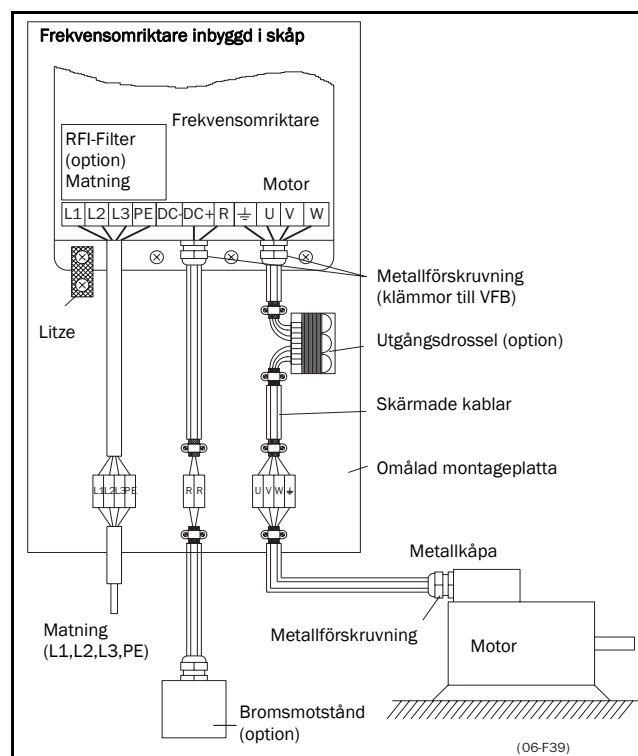 Frekvensomriktare inbyggd i skåp
Frekvensomriktare
RFI-Filter
(option)
Matning
Motor
L1 L2 L3 PE DC- DC+ R ⏚ U V W
Metallförskruvning
(klämmor till VFB)
Litze
Utgångsdrossel (option)
Skärmade kablar
Omålad montageplatta
L1 L2 L3 PE
R R
U V W ⏚
Metallkåpa
Matning
(L1,L2,L3,PE)
Metallförskruvning
Motor
Bromsmotstånd
(option)
(06-F39)